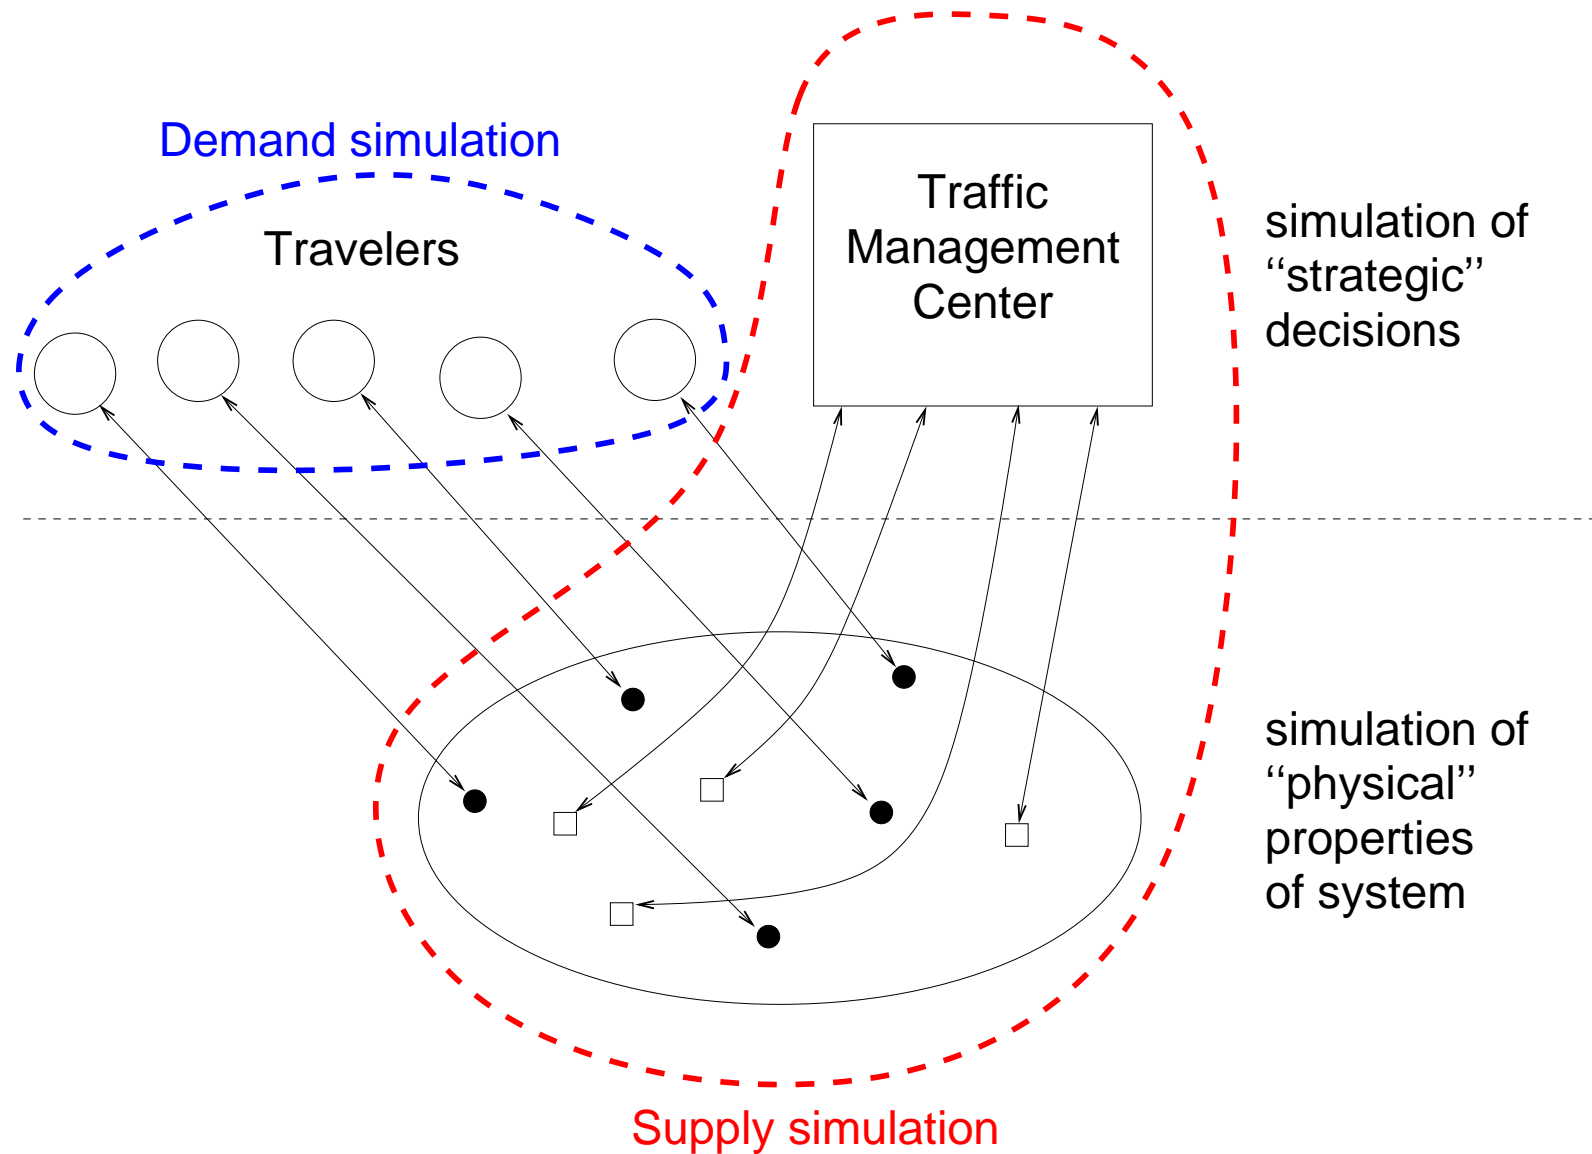 Demand simulation
Travelers
Traffic
Management
Center
simulation of
‘‘strategic’’
decisions
simulation of
‘‘physical’’
properties
of system
Supply simulation